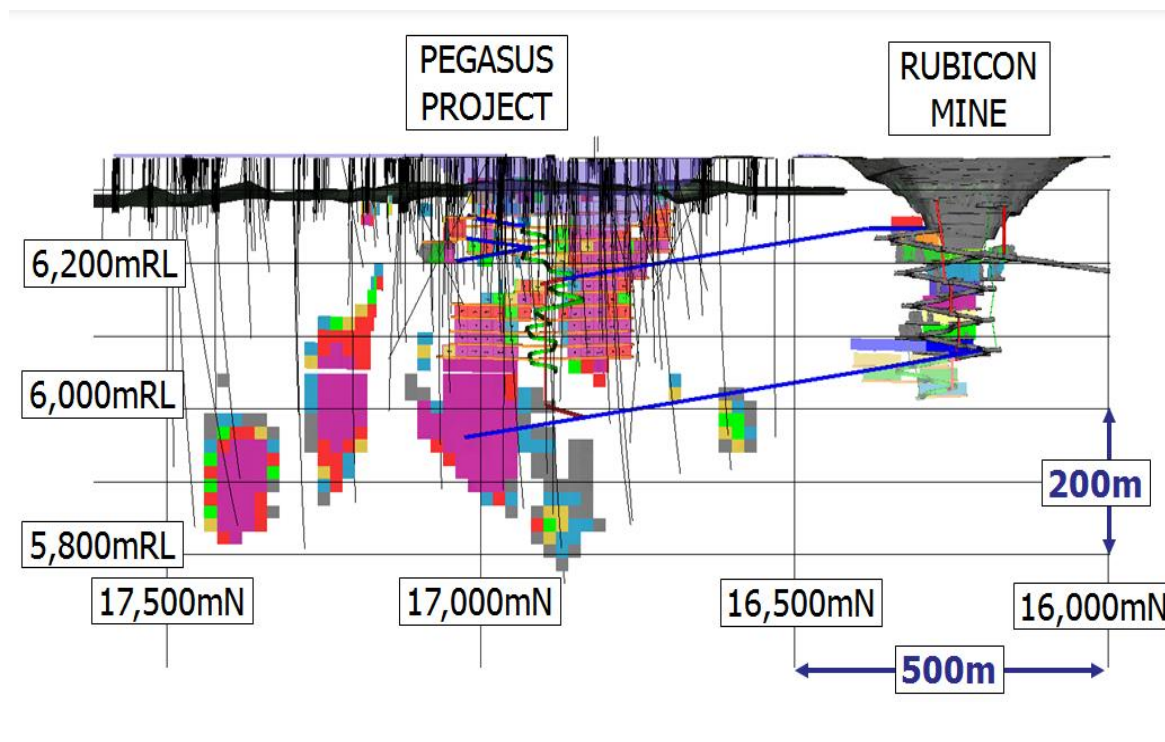 PEGASUS
PROJECT
RUBICON
MINE
6,200mRL
6,000mRL
200m
5,800mRL
17,500mN
17,000mN
16,500mN
16,000mN
500m